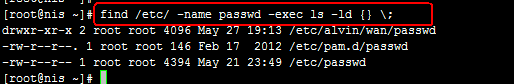 [root@nis ~]# find /etc/ -name passwd -exec ls -ld {} \;
drwxr-xr-x 2 root root 4096 May 27 19:13 /etc/alvin/wan/passwd
-rw-r--r--. 1 root root 146 Feb 17  2012 /etc/pam.d/passwd
-rw-r--r-- 1 root root 4394 May 21 23:49 /etc/passwd
[root@nis ~]#